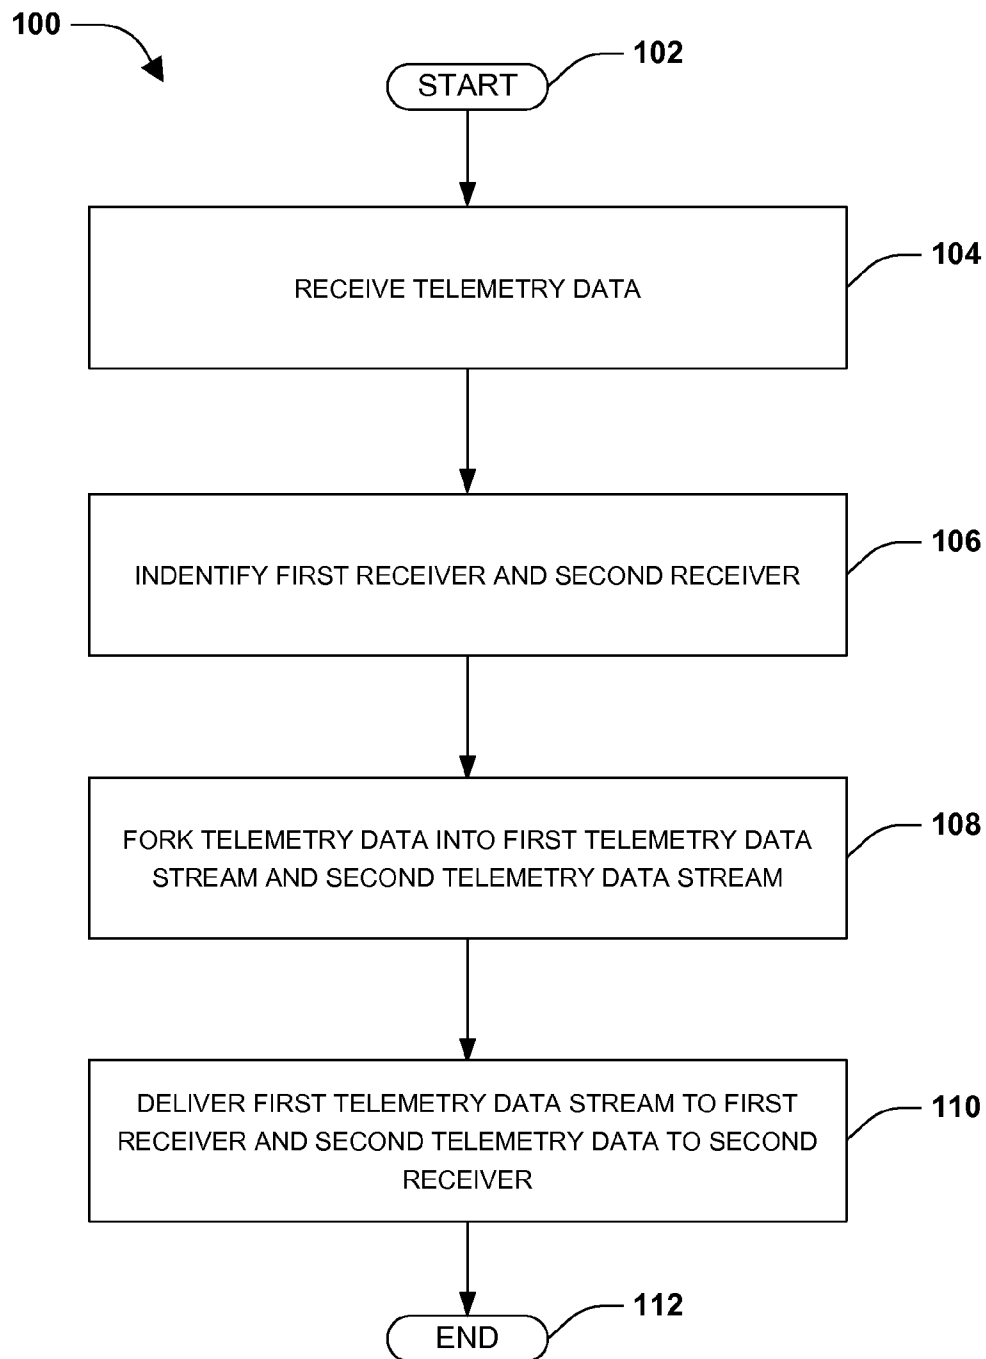 100
102
START
104
RECEIVE TELEMETRY DATA
106
INDENTIFY FIRST RECEIVER AND SECOND RECEIVER
108
FORK TELEMETRY DATA INTO FIRST TELEMETRY DATA
STREAM AND SECOND TELEMETRY DATA STREAM
110
DELIVER FIRST TELEMETRY DATA STREAM TO FIRST
RECEIVER AND SECOND TELEMETRY DATA TO SECOND
RECEIVER
112
END